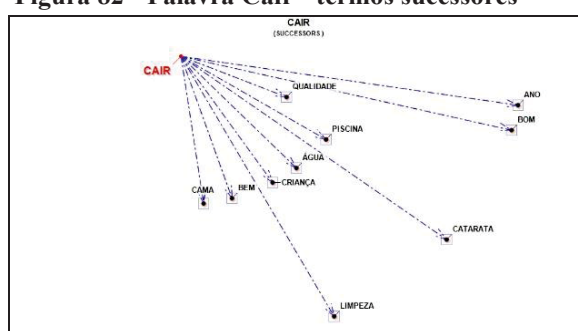 Figura 82 - Palavra Cair – termos sucessores
CAIR
(SUCCESSORS)
CAIR
QUALIDADE
ANO
BOM
PISCINA
ÁGUA
CRIANÇA
CAMA
BEM
CATARATA
LIMPEZA